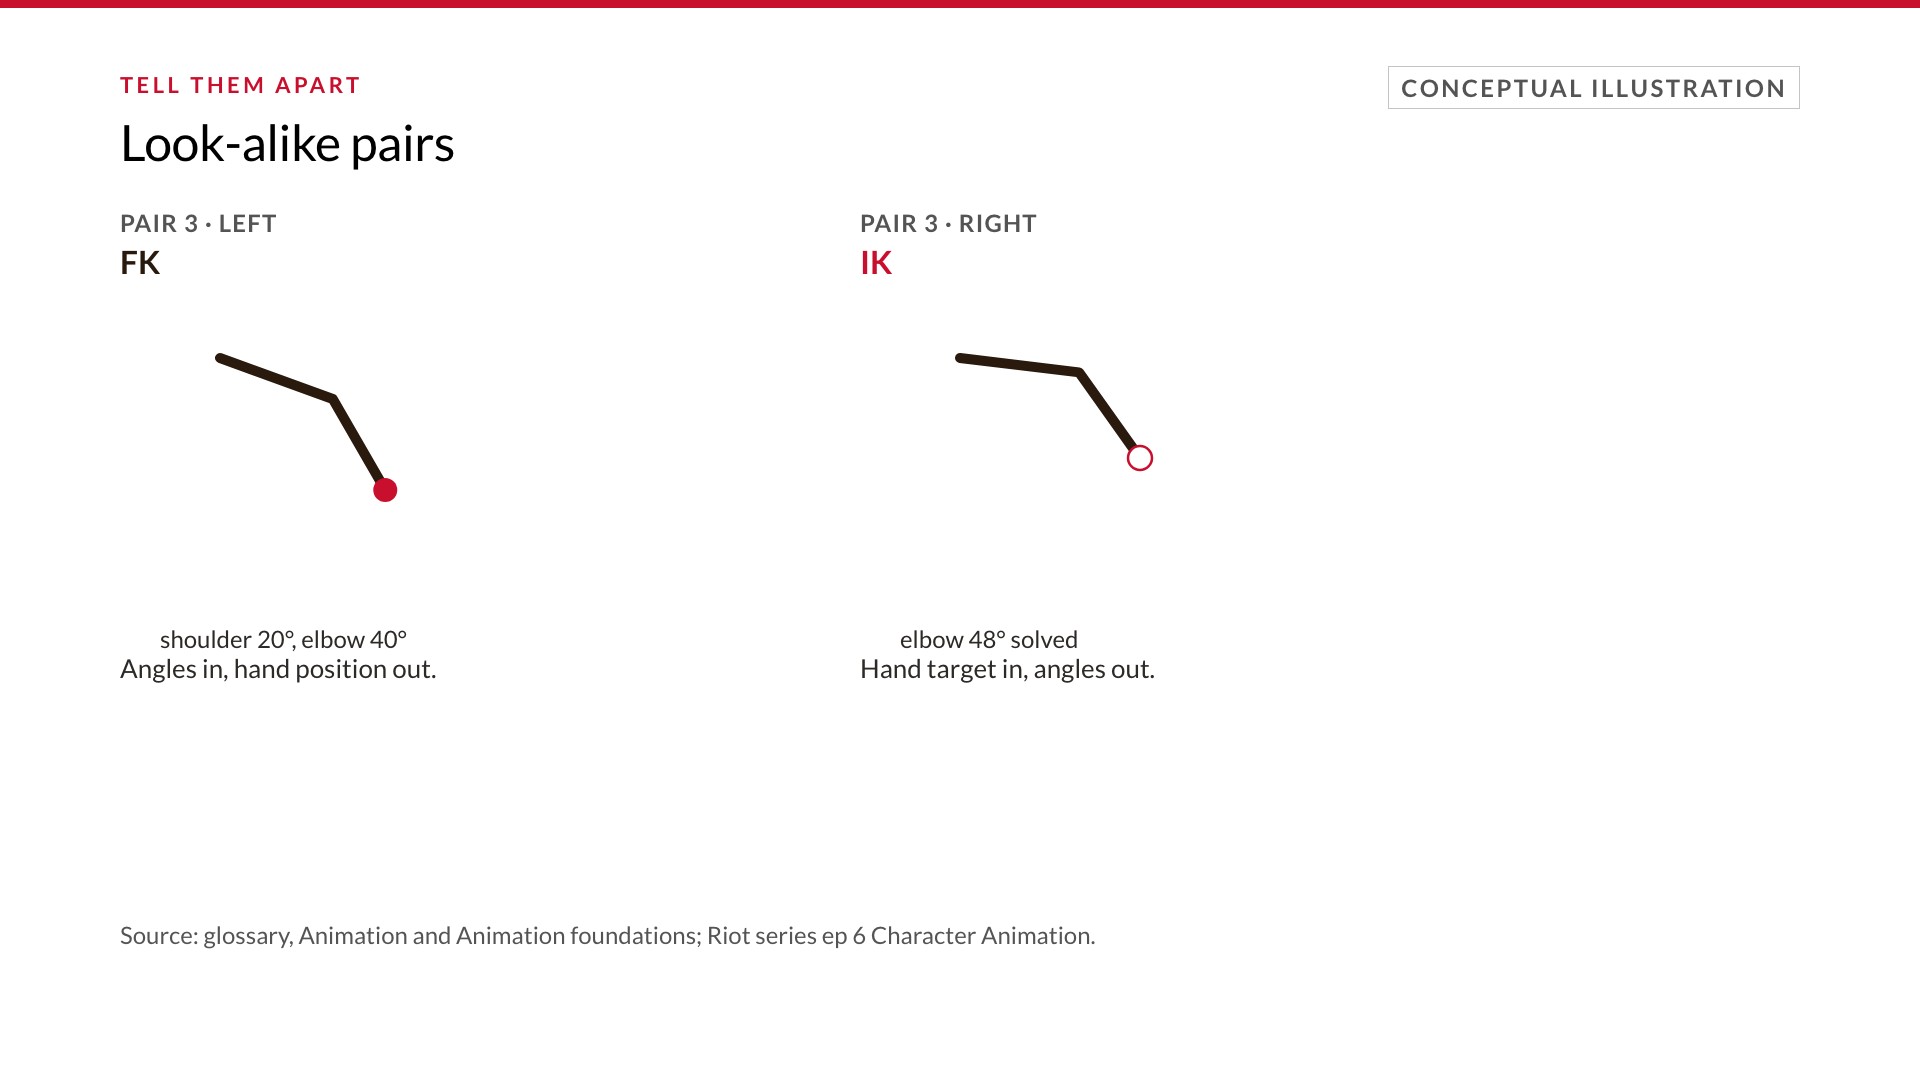 TELL THEM APART
CONCEPTUAL ILLUSTRATION
Look-alike pairs
PAIR 3 · LEFT
FK
PAIR 3 · RIGHT
IK
shoulder 20°, elbow 40°
Angles in, hand position out.
elbow 48° solved
Hand target in, angles out.
Source: glossary, Animation and Animation foundations; Riot series ep 6 Character Animation.